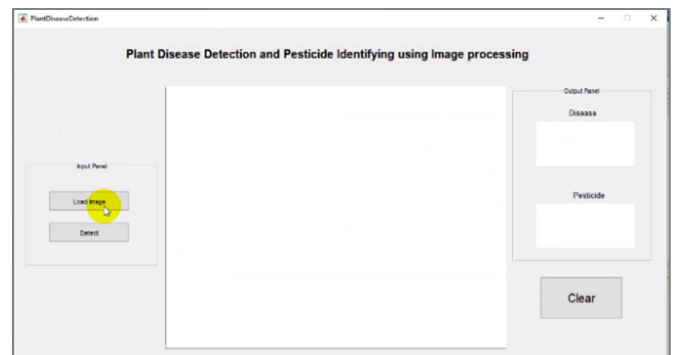 PlantDiseaseDetection
Plant Disease Detection and Pesticide Identifying using Image processing
Output Panel
Disease
Input Panel
Load Image
Pesticide
Detect
Clear